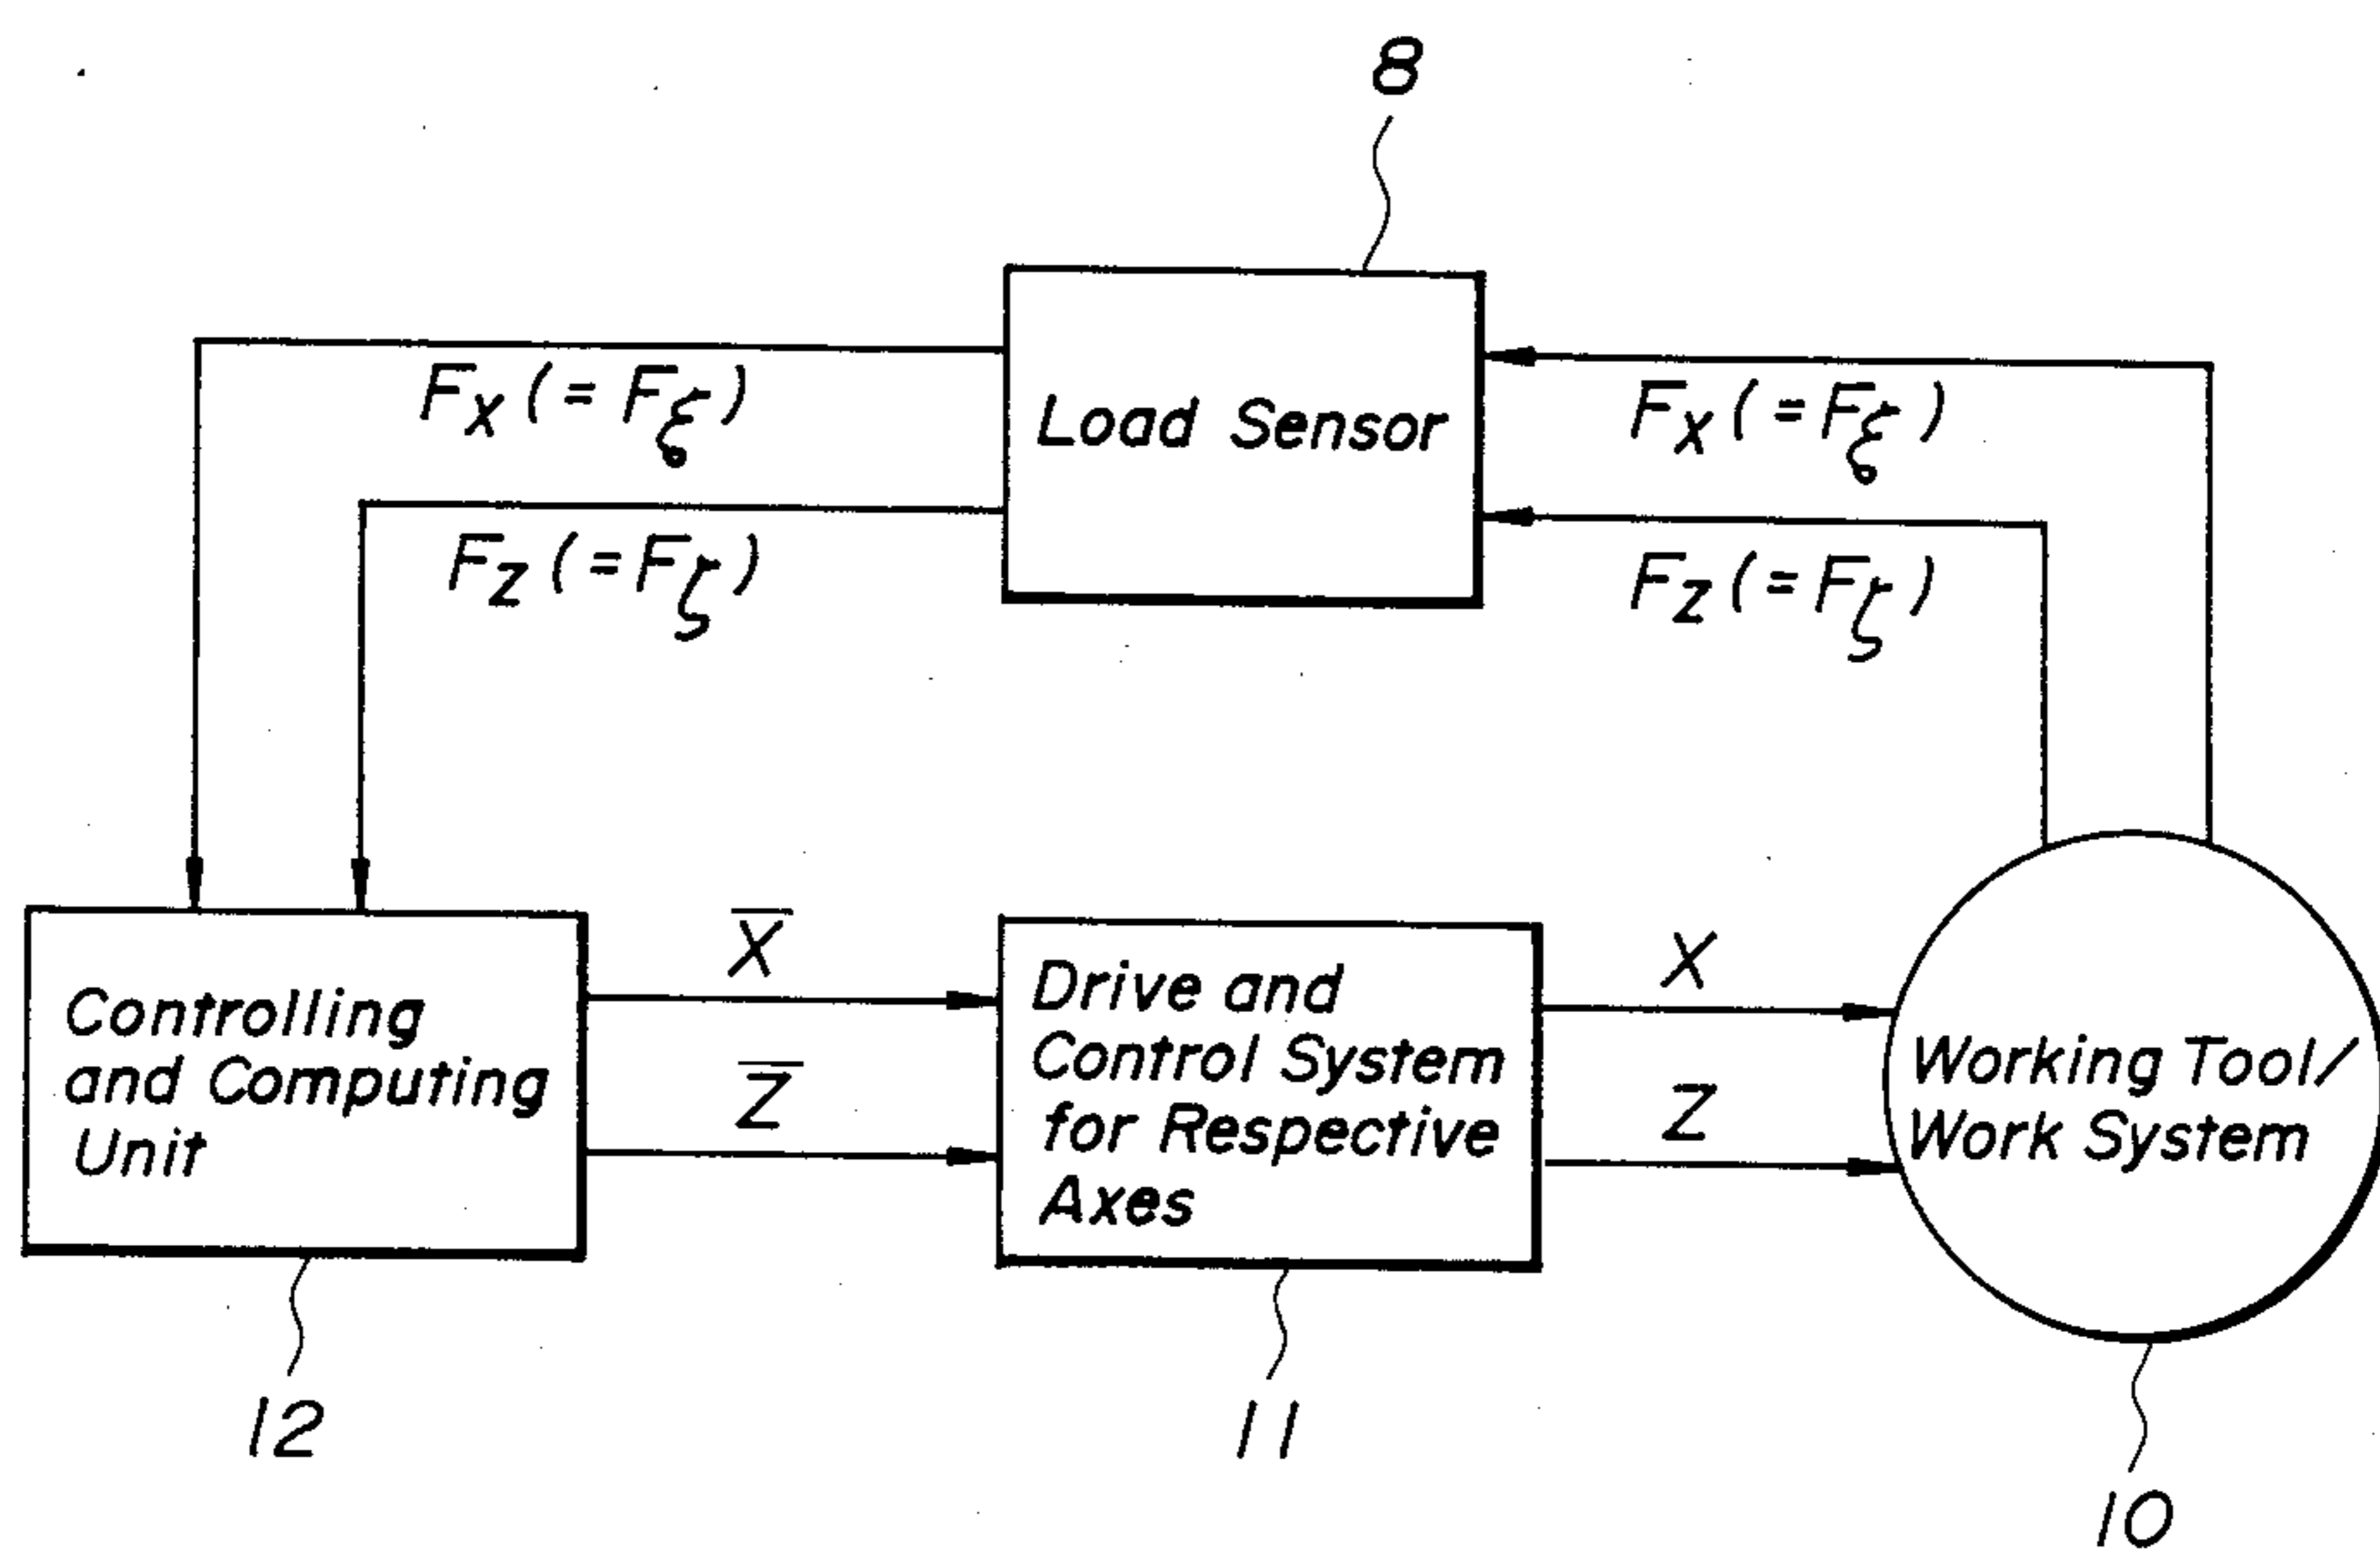 8
Fx (= Fξ)
Load Sensor
Fx (= Fξ)
Fz (= Fζ)
Fz (= Fζ)
Controlling
and Computing
Unit
X̅
Z̅
Drive and
Control System
for Respective
Axes
X
Z
Working Tool/
Work System
12
11
10